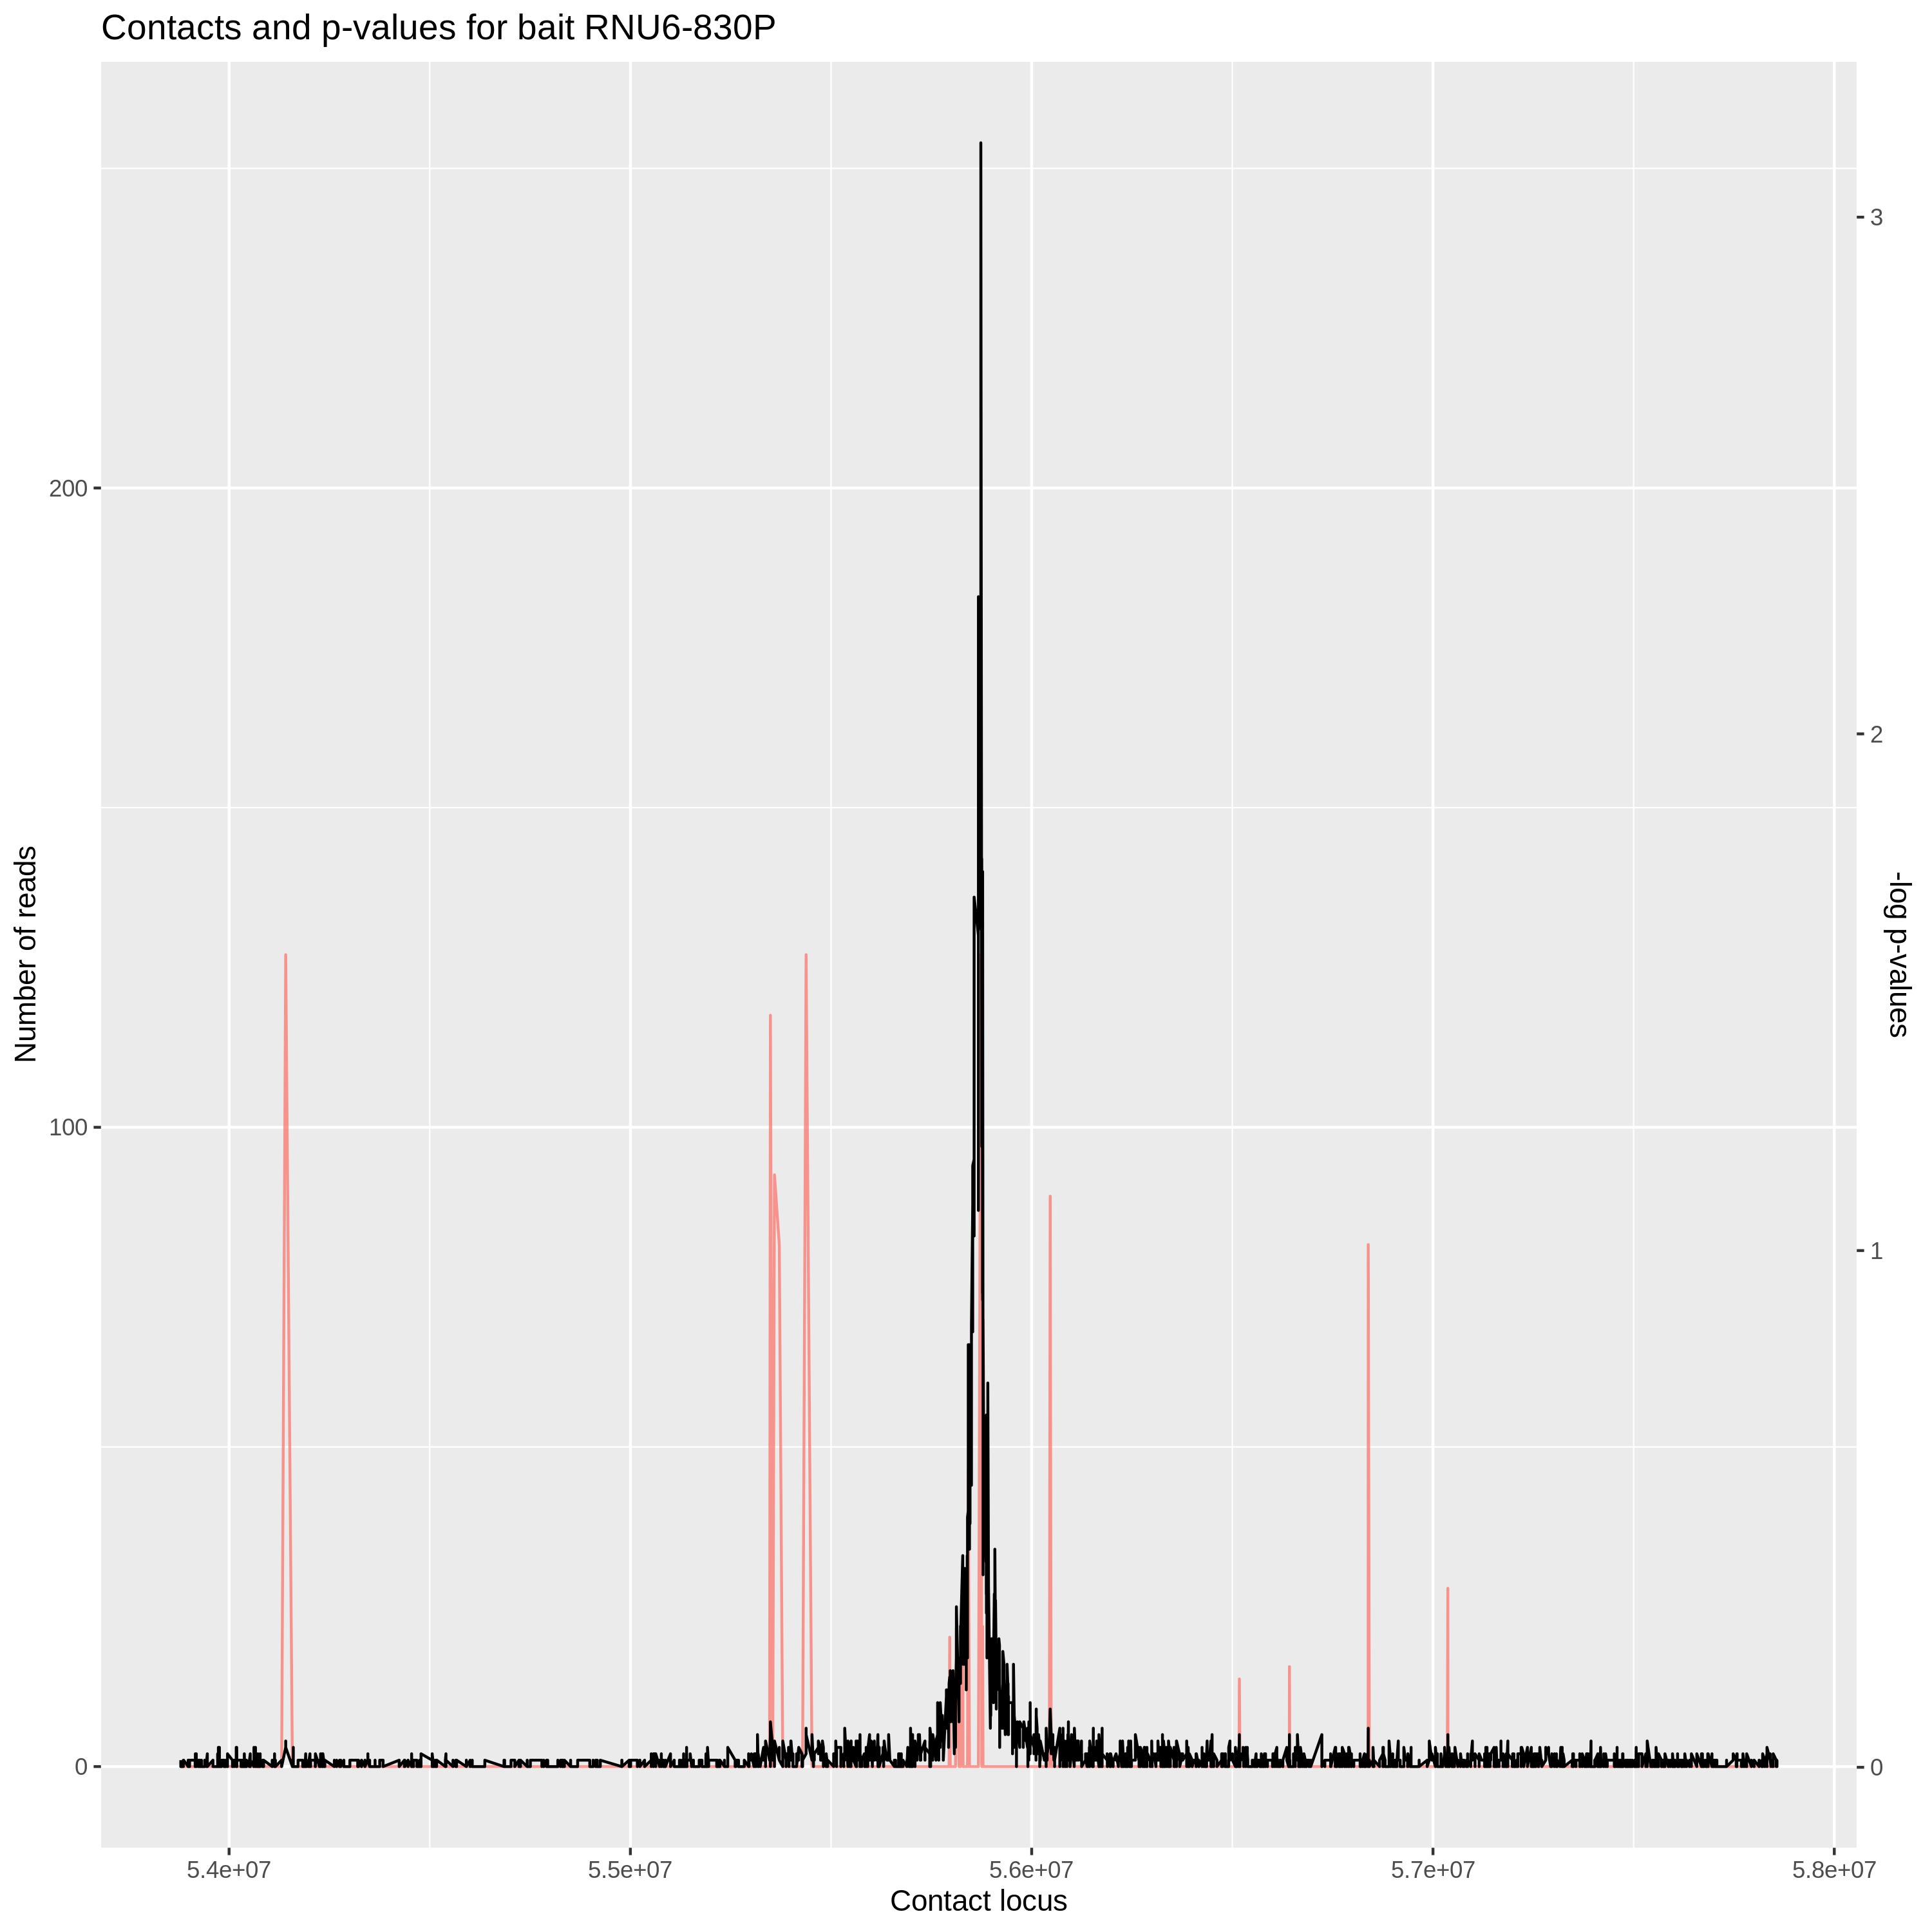 Contacts and p-values for bait RNU6-830P
Number of reads
200
100
0
3
2
1
0
-log p-values
5.4e+07
5.5e+07
5.6e+07
5.7e+07
5.8e+07
Contact locus